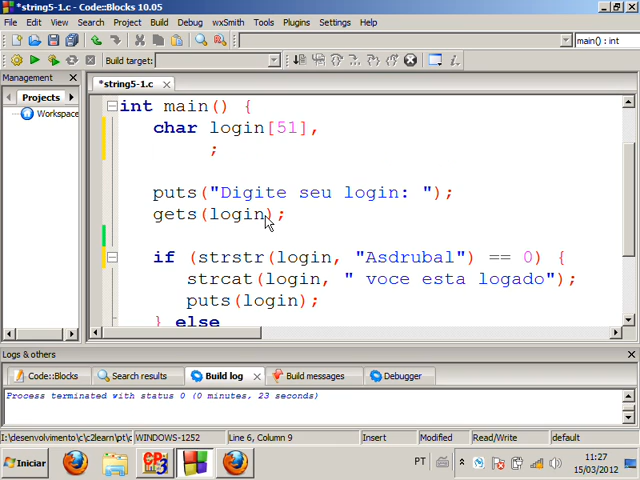 *string5-1.c - Code::Blocks 10.05
File Edit View Search Project Build Debug wxSmith Tools Plugins Settings Help
main() : int
Build target:
Management
*string5-1.c
Projects
Workspace
int main() {
char login[51],
;
puts("Digite seu login: ");
gets(login);
if (strstr(login, "Asdrubal") == 0) {
strcat(login, " voce esta logado");
puts(login);
} else
Logs & others
Code::Blocks Search results Build log Build messages Debugger
Process terminated with status 0 (0 minutes, 23 seconds)
I:\desenvolvimento\c\c2learn\pt\c WINDOWS-1252 Line 6, Column 9 Insert Modified Read/Write default
Iniciar
PT
11:27
15/03/2012